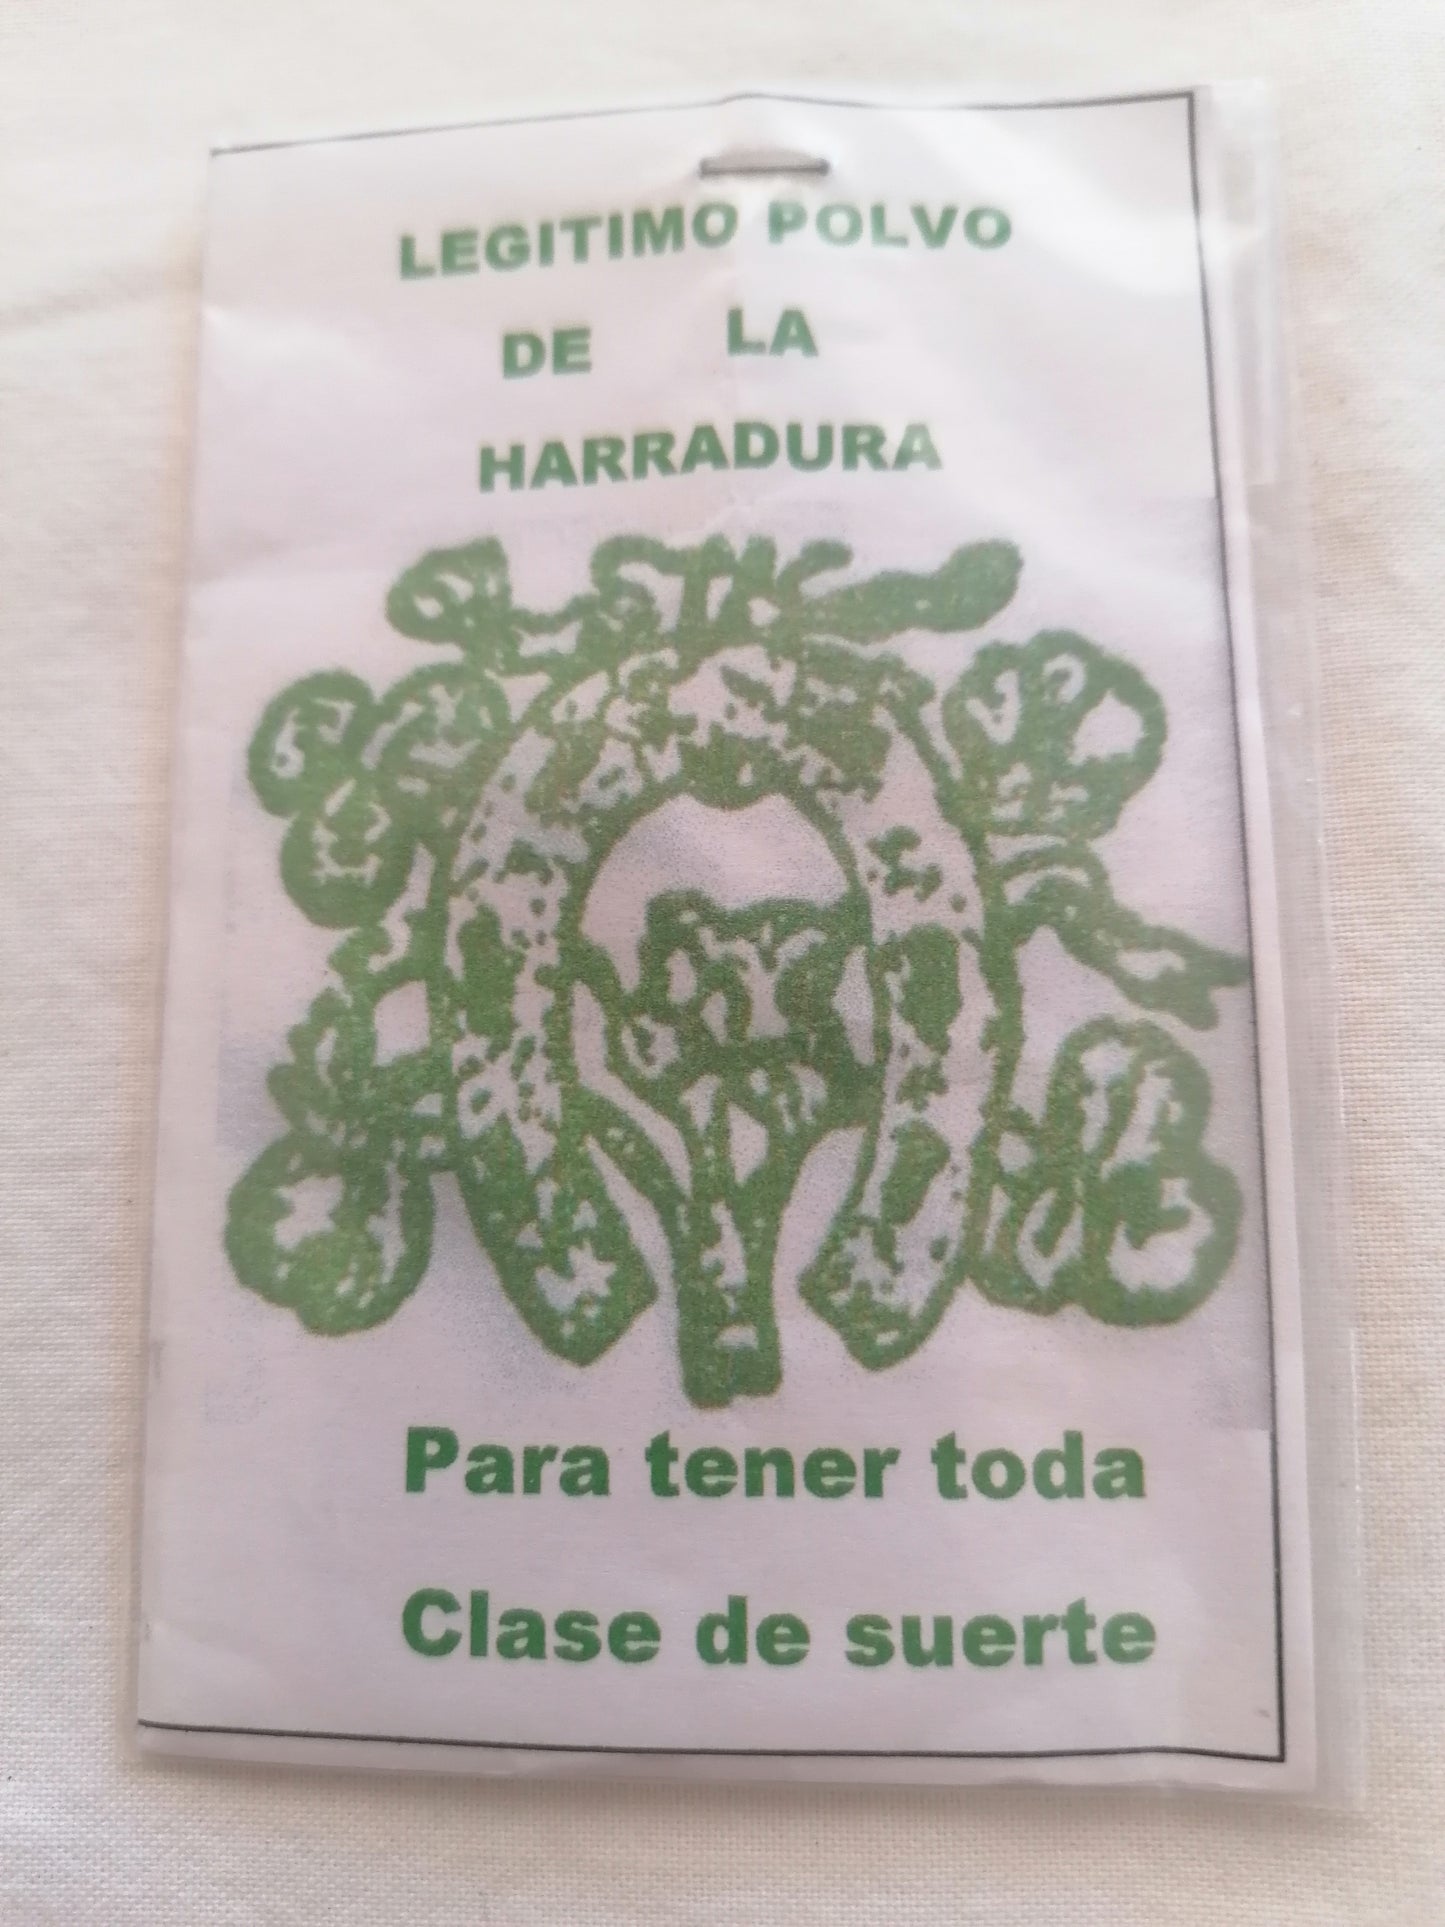 LEGITIMO POLVO
DE LA
HARRADURA
Para tener toda
Clase de suerte